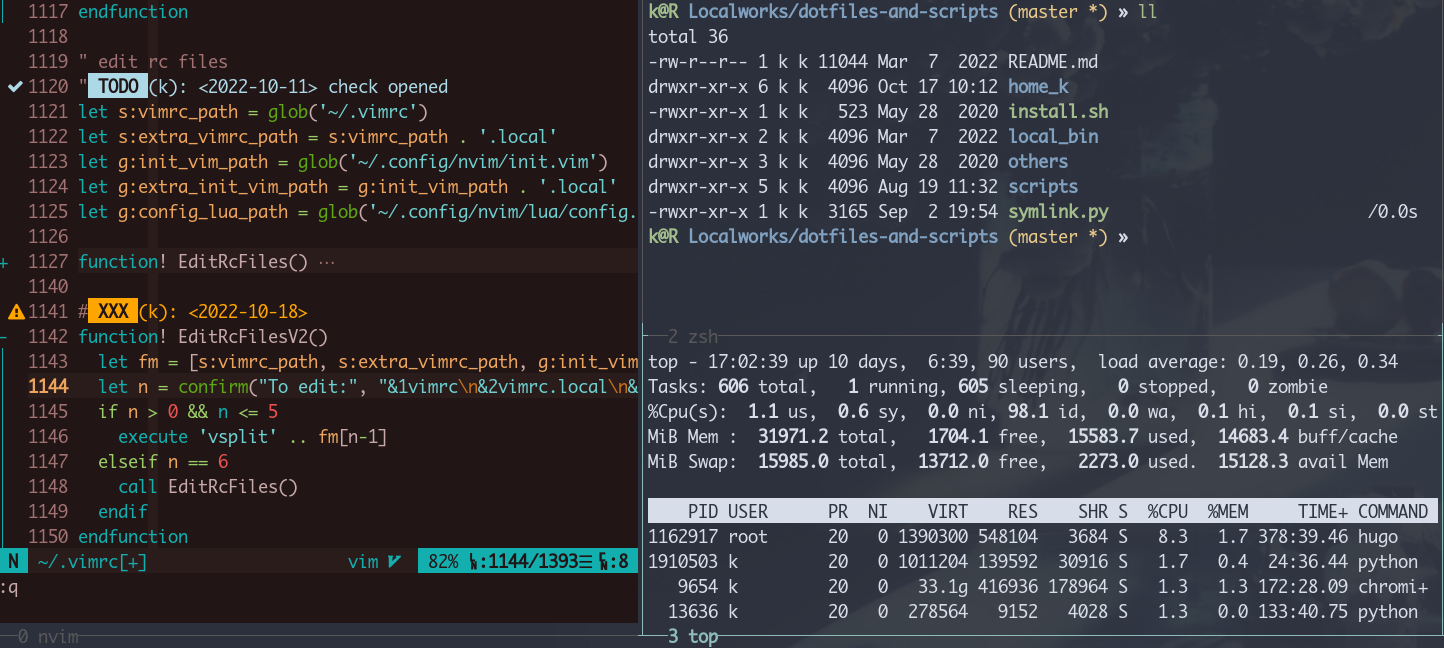 1117 endfunction
1118
1119 " edit rc files
1120 " TODO (k): <2022-10-11> check opened
1121 let s:vimrc_path = glob('~/.vimrc')
1122 let s:extra_vimrc_path = s:vimrc_path . '.local'
1123 let g:init_vim_path = glob('~/.config/nvim/init.vim')
1124 let g:extra_init_vim_path = g:init_vim_path . '.local'
1125 let g:config_lua_path = glob('~/.config/nvim/lua/config.
1126
+ 1127 function! EditRcFiles() ···
1140
1141 # XXX (k): <2022-10-18>
- 1142 function! EditRcFilesV2()
1143 let fm = [s:vimrc_path, s:extra_vimrc_path, g:init_vim
1144 let n = confirm("To edit:", "&1vimrc\n&2vimrc.local\n&
1145 if n > 0 && n <= 5
1146 execute 'vsplit' .. fm[n-1]
1147 elseif n == 6
1148 call EditRcFiles()
1149 endif
1150 endfunction
N ~/.vimrc[+] vim 82% :1144/1393☰ :8
:q
0 nvim
k@R Localworks/dotfiles-and-scripts (master *) » ll
total 36
-rw-r--r-- 1 k k 11044 Mar 7 2022 README.md
drwxr-xr-x 6 k k 4096 Oct 17 10:12 home_k
-rwxr-xr-x 1 k k 523 May 28 2020 install.sh
drwxr-xr-x 2 k k 4096 Mar 7 2022 local_bin
drwxr-xr-x 3 k k 4096 May 28 2020 others
drwxr-xr-x 5 k k 4096 Aug 19 11:32 scripts
-rwxr-xr-x 1 k k 3165 Sep 2 19:54 symlink.py /0.0s
k@R Localworks/dotfiles-and-scripts (master *) »
2 zsh
top - 17:02:39 up 10 days, 6:39, 90 users, load average: 0.19, 0.26, 0.34
Tasks: 606 total, 1 running, 605 sleeping, 0 stopped, 0 zombie
%Cpu(s): 1.1 us, 0.6 sy, 0.0 ni, 98.1 id, 0.0 wa, 0.1 hi, 0.1 si, 0.0 st
MiB Mem : 31971.2 total, 1704.1 free, 15583.7 used, 14683.4 buff/cache
MiB Swap: 15985.0 total, 13712.0 free, 2273.0 used. 15128.3 avail Mem
PID USER PR NI VIRT RES SHR S %CPU %MEM TIME+ COMMAND
1162917 root 20 0 1390300 548104 3684 S 8.3 1.7 378:39.46 hugo
1910503 k 20 0 1011204 139592 30916 S 1.7 0.4 24:36.44 python
9654 k 20 0 33.1g 416936 178964 S 1.3 1.3 172:28.09 chromi+
13636 k 20 0 278564 9152 4028 S 1.3 0.0 133:40.75 python
3 top